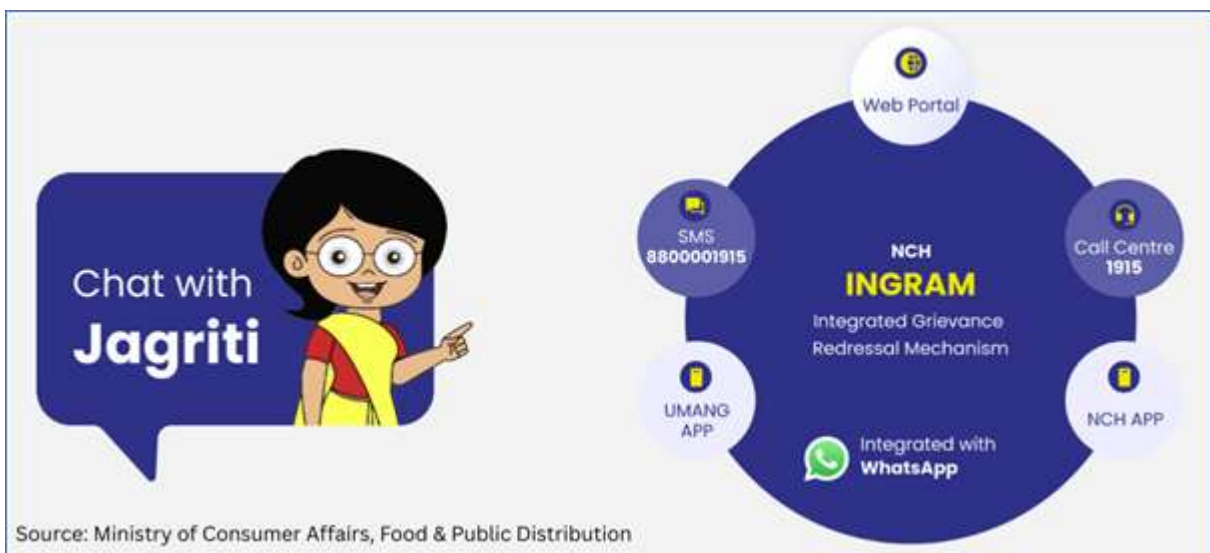 Chat with
Jagriti
Web Portal
SMS
8800001915
Call Centre
1915
NCH
INGRAM
Integrated Grievance
Redressal Mechanism
UMANG
APP
NCH APP
Integrated with
WhatsApp
Source: Ministry of Consumer Affairs, Food & Public Distribution